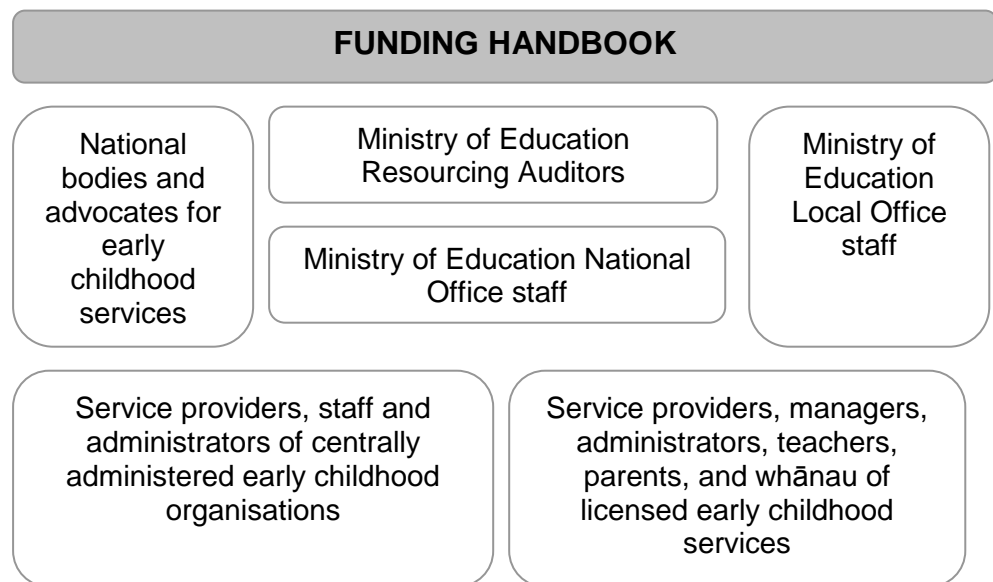 FUNDING HANDBOOK
National
bodies and
advocates for
early
childhood
services
Ministry of Education
Resourcing Auditors
Ministry of Education National
Office staff
Ministry of
Education
Local Office
staff
Service providers, staff and
administrators of centrally
administered early childhood
organisations
Service providers, managers,
administrators, teachers,
parents, and whānau of
licensed early childhood
services